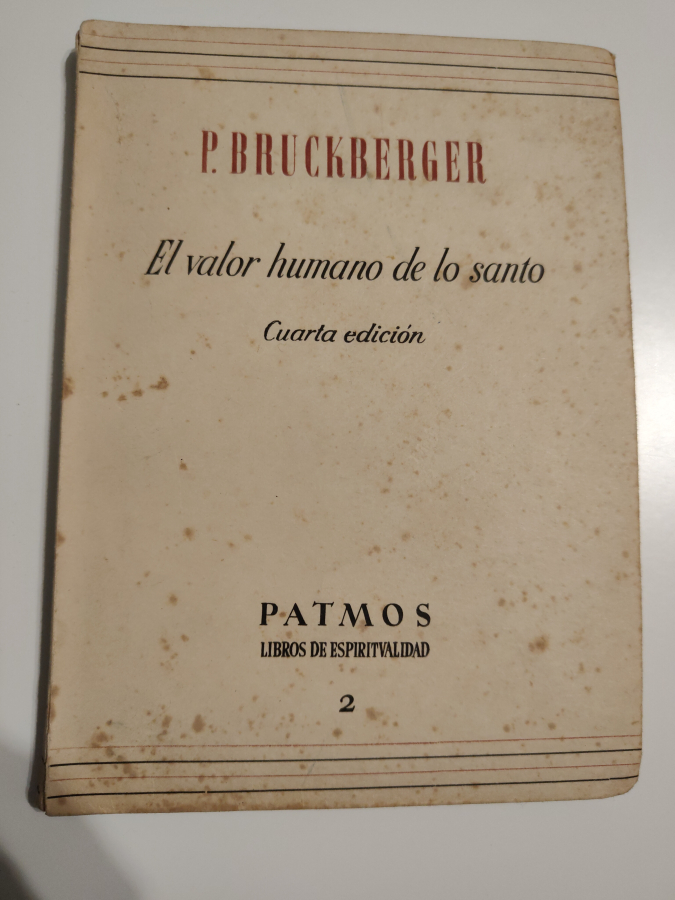 P. BRUCKBERGER
El valor humano de lo santo
Cuarta edición
PATMOS
LIBROS DE ESPIRITVALIDAD
2